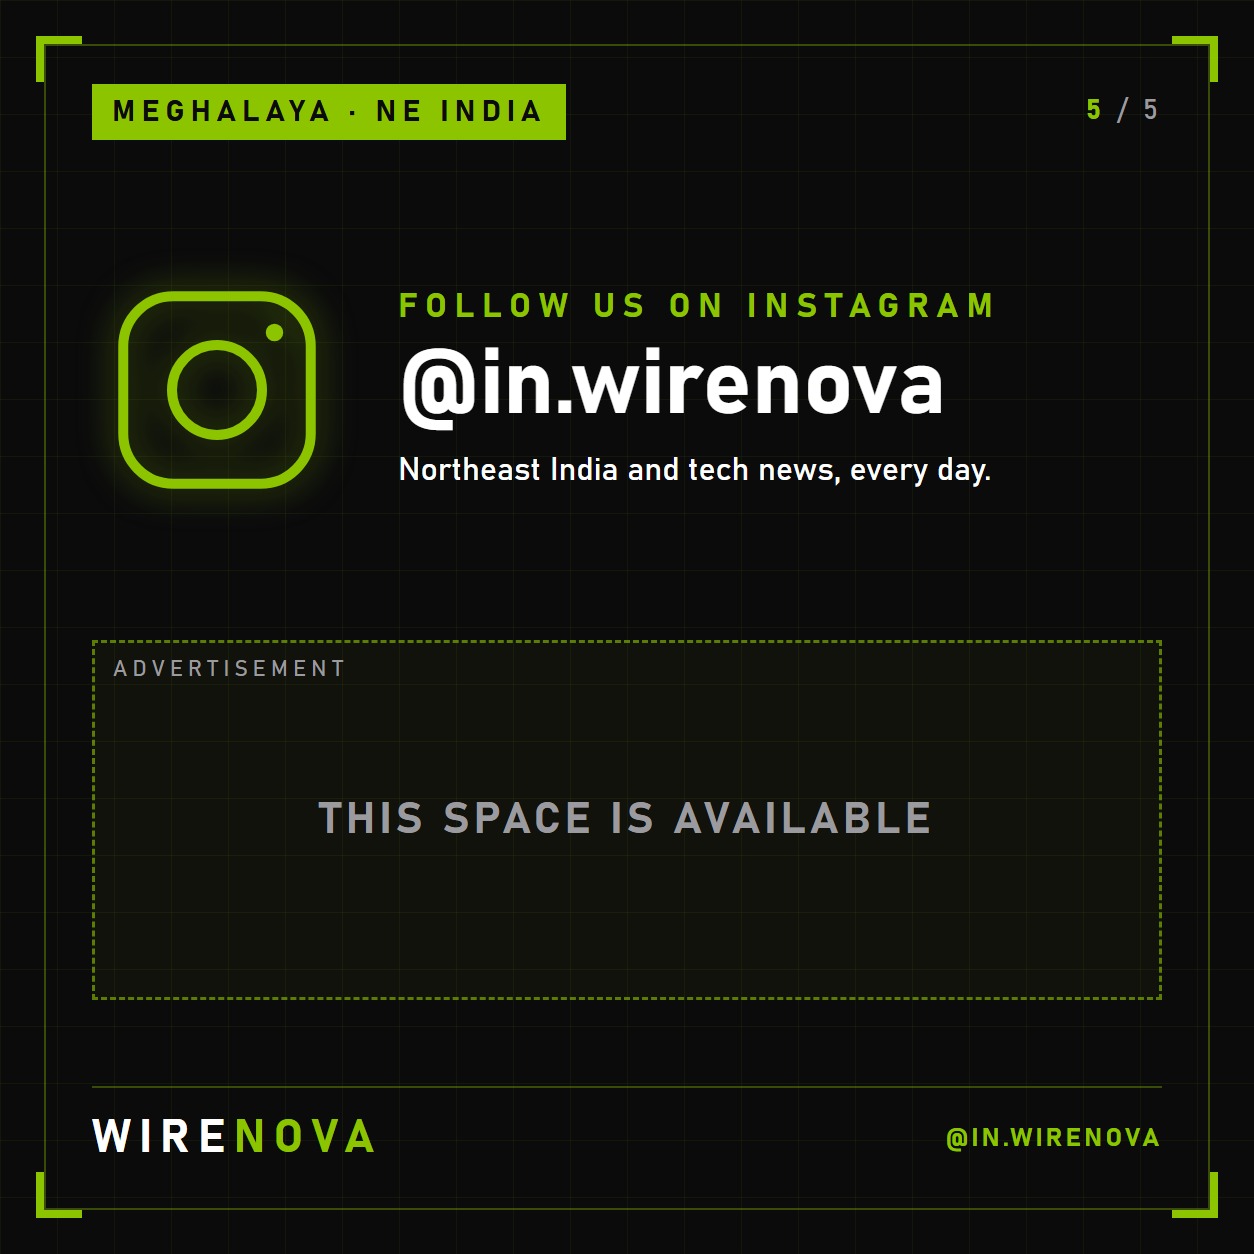 MEGHALAYA · NE INDIA
5 / 5
FOLLOW US ON INSTAGRAM
@in.wirenova
Northeast India and tech news, every day.
ADVERTISEMENT
THIS SPACE IS AVAILABLE
WIRENOVA
@IN.WIRENOVA